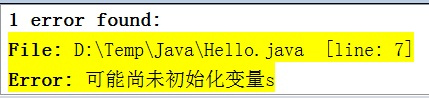 1 error found:
File: D:\Temp\Java\Hello.java  [line: 7]
Error: 可能尚未初始化变量s